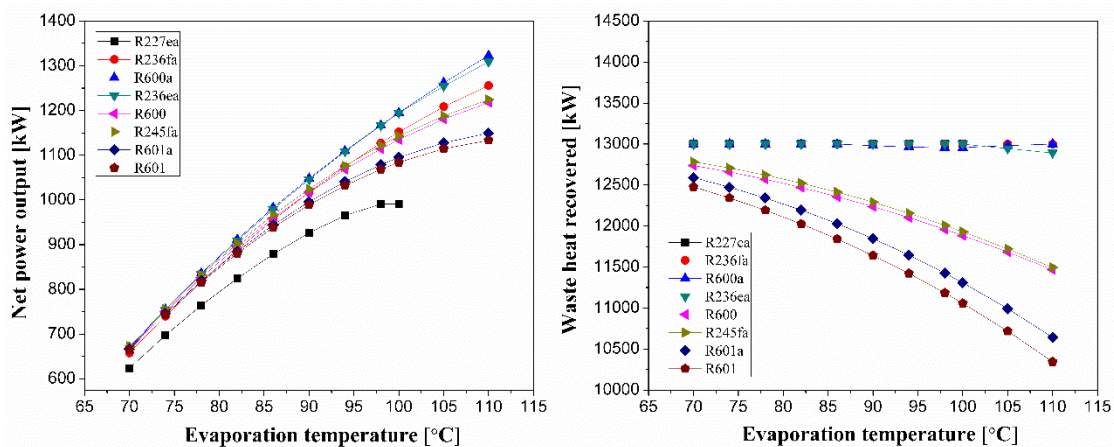 Net power output [kW]
1400
1300
1200
1100
1000
900
800
700
600
R227ea
R236fa
R600a
R236ea
R600
R245fa
R601a
R601
65 70 75 80 85 90 95 100 105 110 115
Evaporation temperature [°C]
Waste heat recovered [kW]
14500
14000
13500
13000
12500
12000
11500
11000
10500
10000
R227ea
R236fa
R600a
R236ea
R600
R245fa
R601a
R601
65 70 75 80 85 90 95 100 105 110 115
Evaporation temperature [°C]